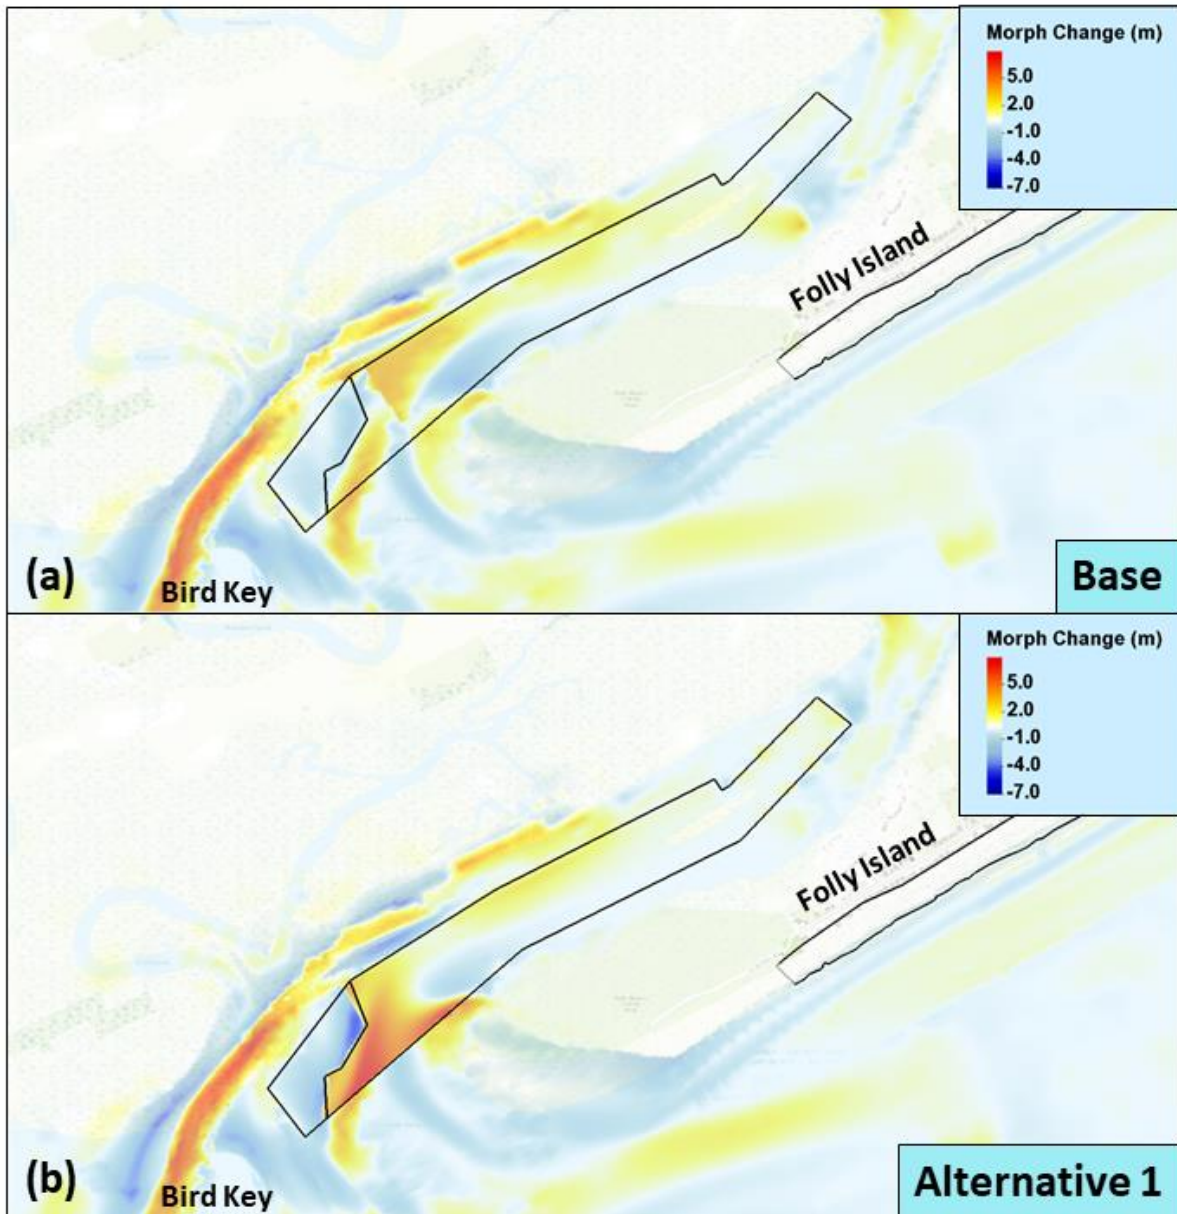 Morph Change (m)
5.0
2.0
-1.0
-4.0
-7.0
Folly Island
(a)
Bird Key
Base
Morph Change (m)
5.0
2.0
-1.0
-4.0
-7.0
Folly Island
(b)
Bird Key
Alternative 1